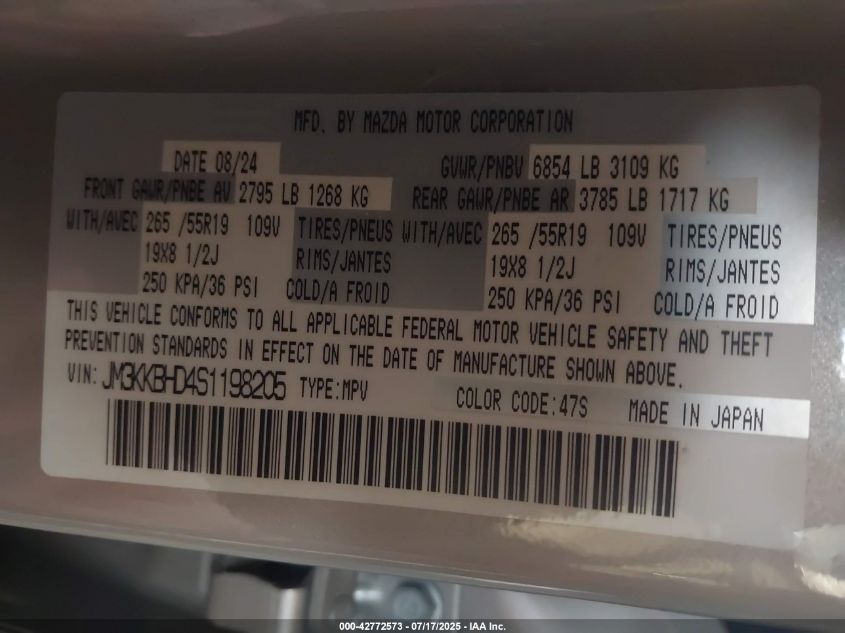 MFD. BY MAZDA MOTOR CORPORATION
DATE 08/24 GVWR/PNBV 6854 LB 3109 KG
FRONT GAWR/PNBE AV 2795 LB 1268 KG REAR GAWR/PNBE AR 3785 LB 1717 KG
WITH/AVEC 265 /55R19 109V TIRES/PNEUS WITH/AVEC 265 /55R19 109V TIRES/PNEUS
19X8 1/2J RIMS/JANTES 19X8 1/2J RIMS/JANTES
250 KPA/36 PSI COLD/A FROID 250 KPA/36 PSI COLD/A FROID
THIS VEHICLE CONFORMS TO ALL APPLICABLE FEDERAL MOTOR VEHICLE SAFETY AND THEFT
PREVENTION STANDARDS IN EFFECT ON THE DATE OF MANUFACTURE SHOWN ABOVE.
VIN: JM3KKBHD4S1198205 TYPE:MPV COLOR CODE:47S MADE IN JAPAN
000-42772573 - 07/17/2025 - IAA Inc.